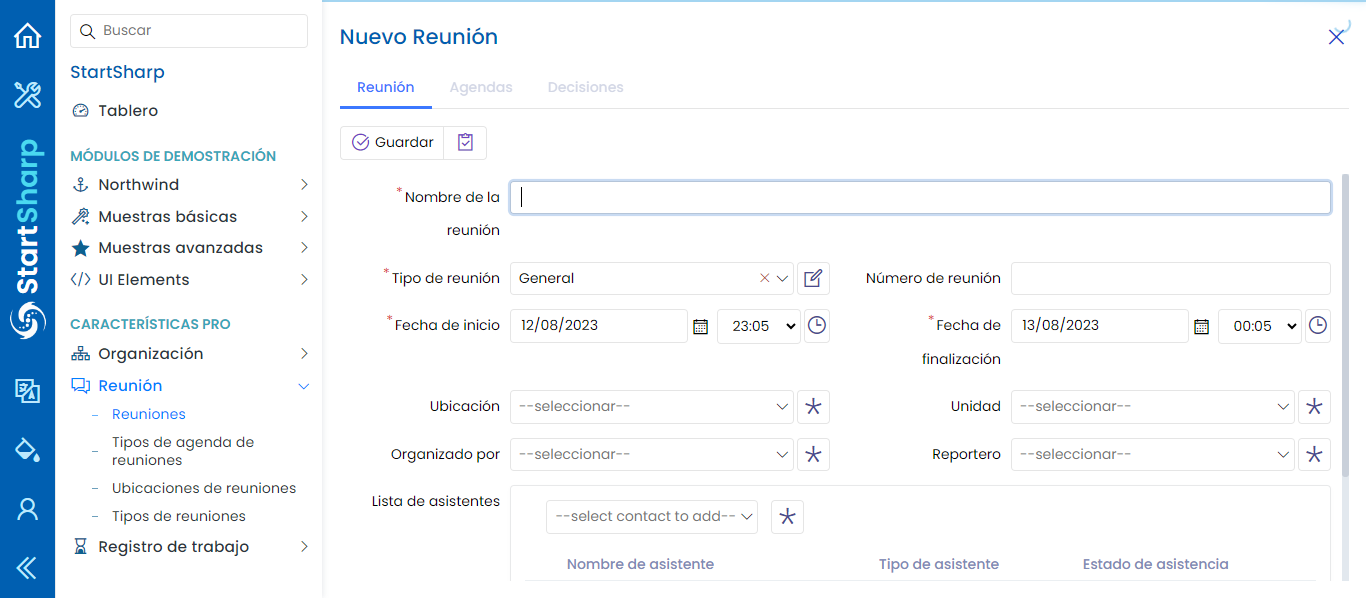 StartSharp
Buscar
StartSharp
Tablero
MÓDULOS DE DEMOSTRACIÓN
Northwind
Muestras básicas
Muestras avanzadas
UI Elements
CARACTERÍSTICAS PRO
Organización
Reunión
Reuniones
Tipos de agenda de
reuniones
Ubicaciones de reuniones
Tipos de reuniones
Registro de trabajo
Nuevo Reunión
Reunión Agendas Decisiones
Guardar
*Nombre de la
reunión
*Tipo de reunión General Número de reunión
*Fecha de inicio 12/08/2023 23:05 *Fecha de
finalización 13/08/2023 00:05
Ubicación --seleccionar-- Unidad --seleccionar--
Organizado por --seleccionar-- Reportero --seleccionar--
Lista de asistentes
--select contact to add--
Nombre de asistente Tipo de asistente Estado de asistencia